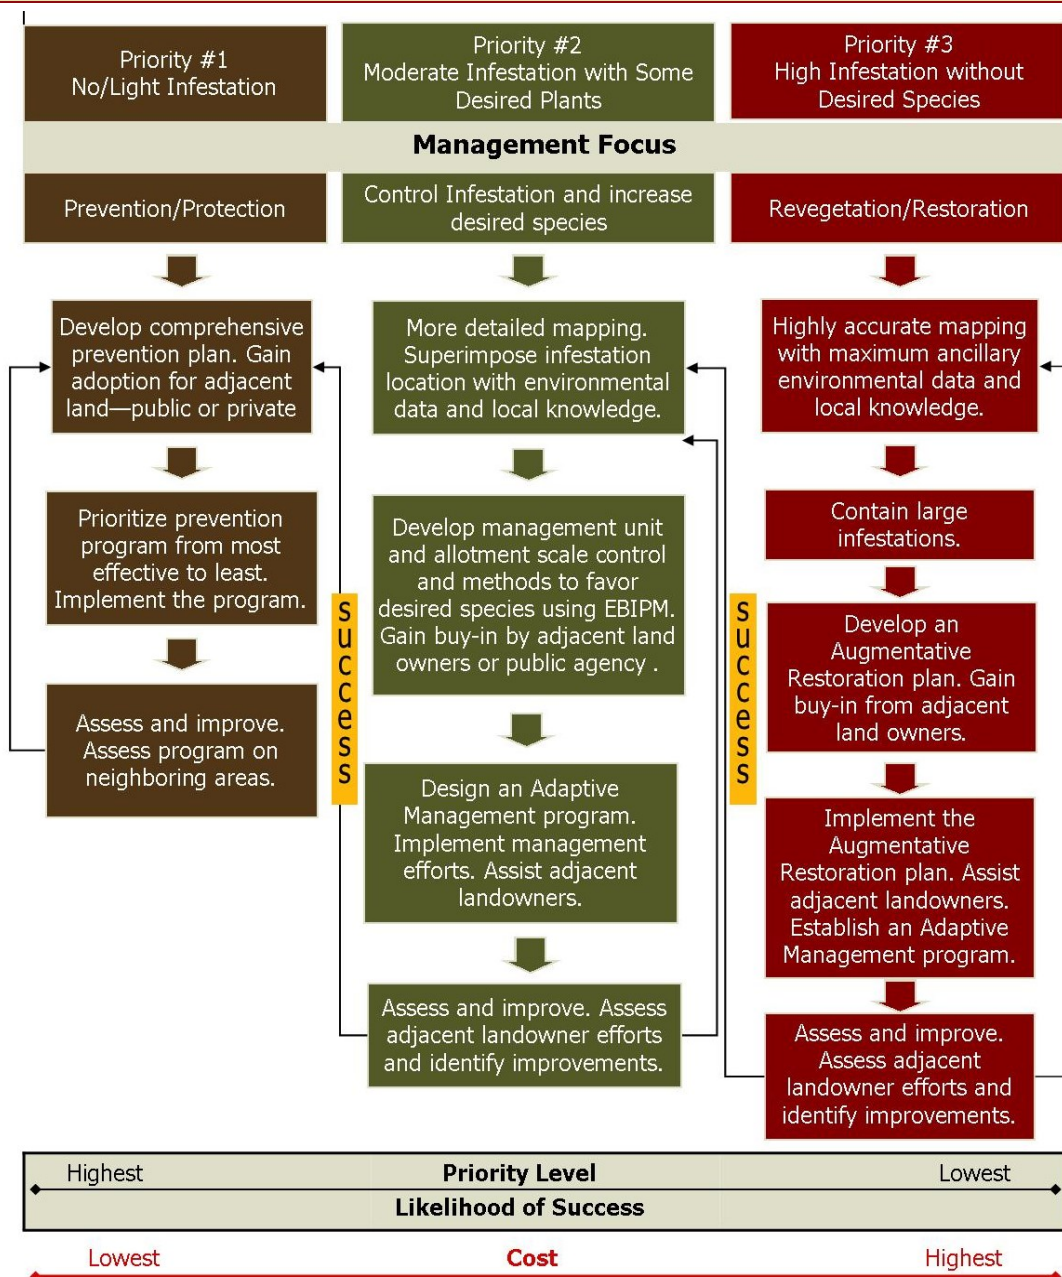 Priority #1
No/Light Infestation
Priority #2
Moderate Infestation with Some
Desired Plants
Priority #3
High Infestation without
Desired Species
Management Focus
Prevention/Protection
Control Infestation and increase
desired species
Revegetation/Restoration
Develop comprehensive
prevention plan. Gain
adoption for adjacent
land—public or private
Prioritize prevention
program from most
effective to least.
Implement the program.
Assess and improve.
Assess program on
neighboring areas.
success
More detailed mapping.
Superimpose infestation
location with environmental
data and local knowledge.
Develop management unit
and allotment scale control
and methods to favor
desired species using EBIPM.
Gain buy-in by adjacent land
owners or public agency .
Design an Adaptive
Management program.
Implement management
efforts. Assist adjacent
landowners.
Assess and improve. Assess
adjacent landowner efforts
and identify improvements.
success
Highly accurate mapping
with maximum ancillary
environmental data and
local knowledge.
Contain large
infestations.
Develop an
Augmentative
Restoration plan. Gain
buy-in from adjacent
land owners.
Implement the
Augmentative
Restoration plan. Assist
adjacent landowners.
Establish an Adaptive
Management program.
Assess and improve.
Assess adjacent
landowner efforts and
identify improvements.
Highest Priority Level Lowest
Likelihood of Success
Lowest Cost Highest